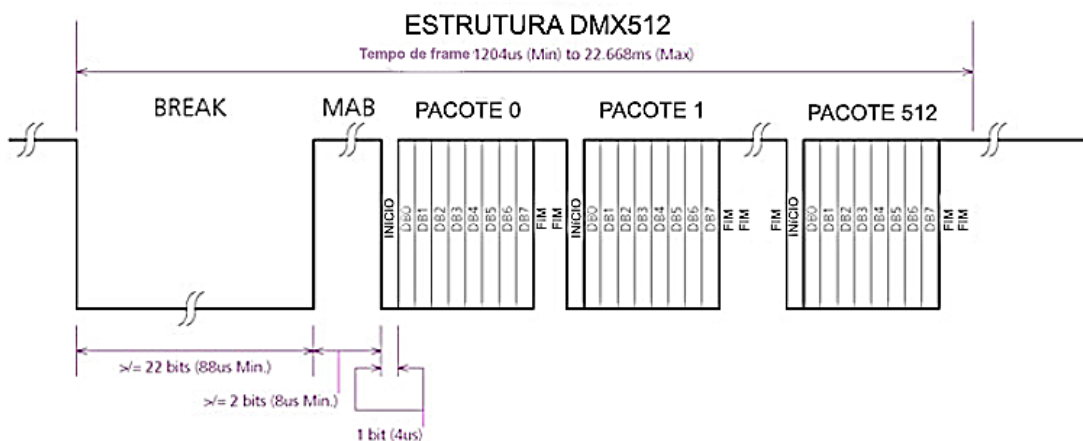 ESTRUTURA DMX512
Tempo de frame 1204us (Min) to 22.668ms (Max)
BREAK
MAB
PACOTE 0
PACOTE 1
PACOTE 512
INíCIO
DB0
DB1
DB2
DB3
DB4
DB5
DB6
DB7
FIM
FIM
INíCIO
DB0
DB1
DB2
DB3
DB4
DB5
DB6
DB7
FIM
FIM
FIM
INíCIO
DB0
DB1
DB2
DB3
DB4
DB5
DB6
DB7
FIM
FIM
>/= 22 bits (88us Min.)
>/= 2 bits (8us Min.)
1 bit (4us)